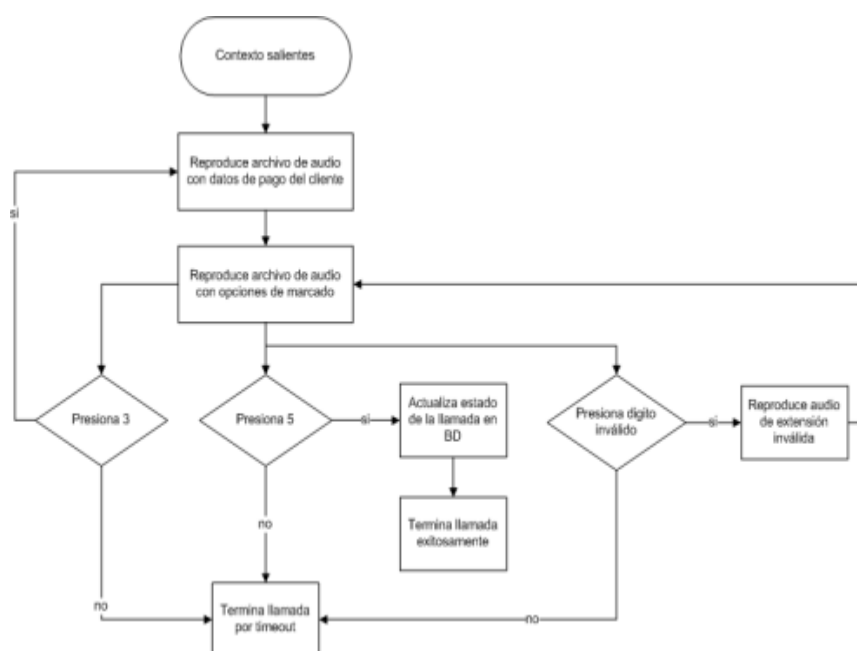 Contexto salientes
Reproduce archivo de audio
con datos de pago del cliente
si
Reproduce archivo de audio
con opciones de marcado
Presiona 3
Presiona 5
si
Actualiza estado
de la llamada en
BD
Presiona digito
inválido
si
Reproduce audio
de extensión
inválida
no
Termina llamada
exitosamente
no
Termina llamada
por timeout
no